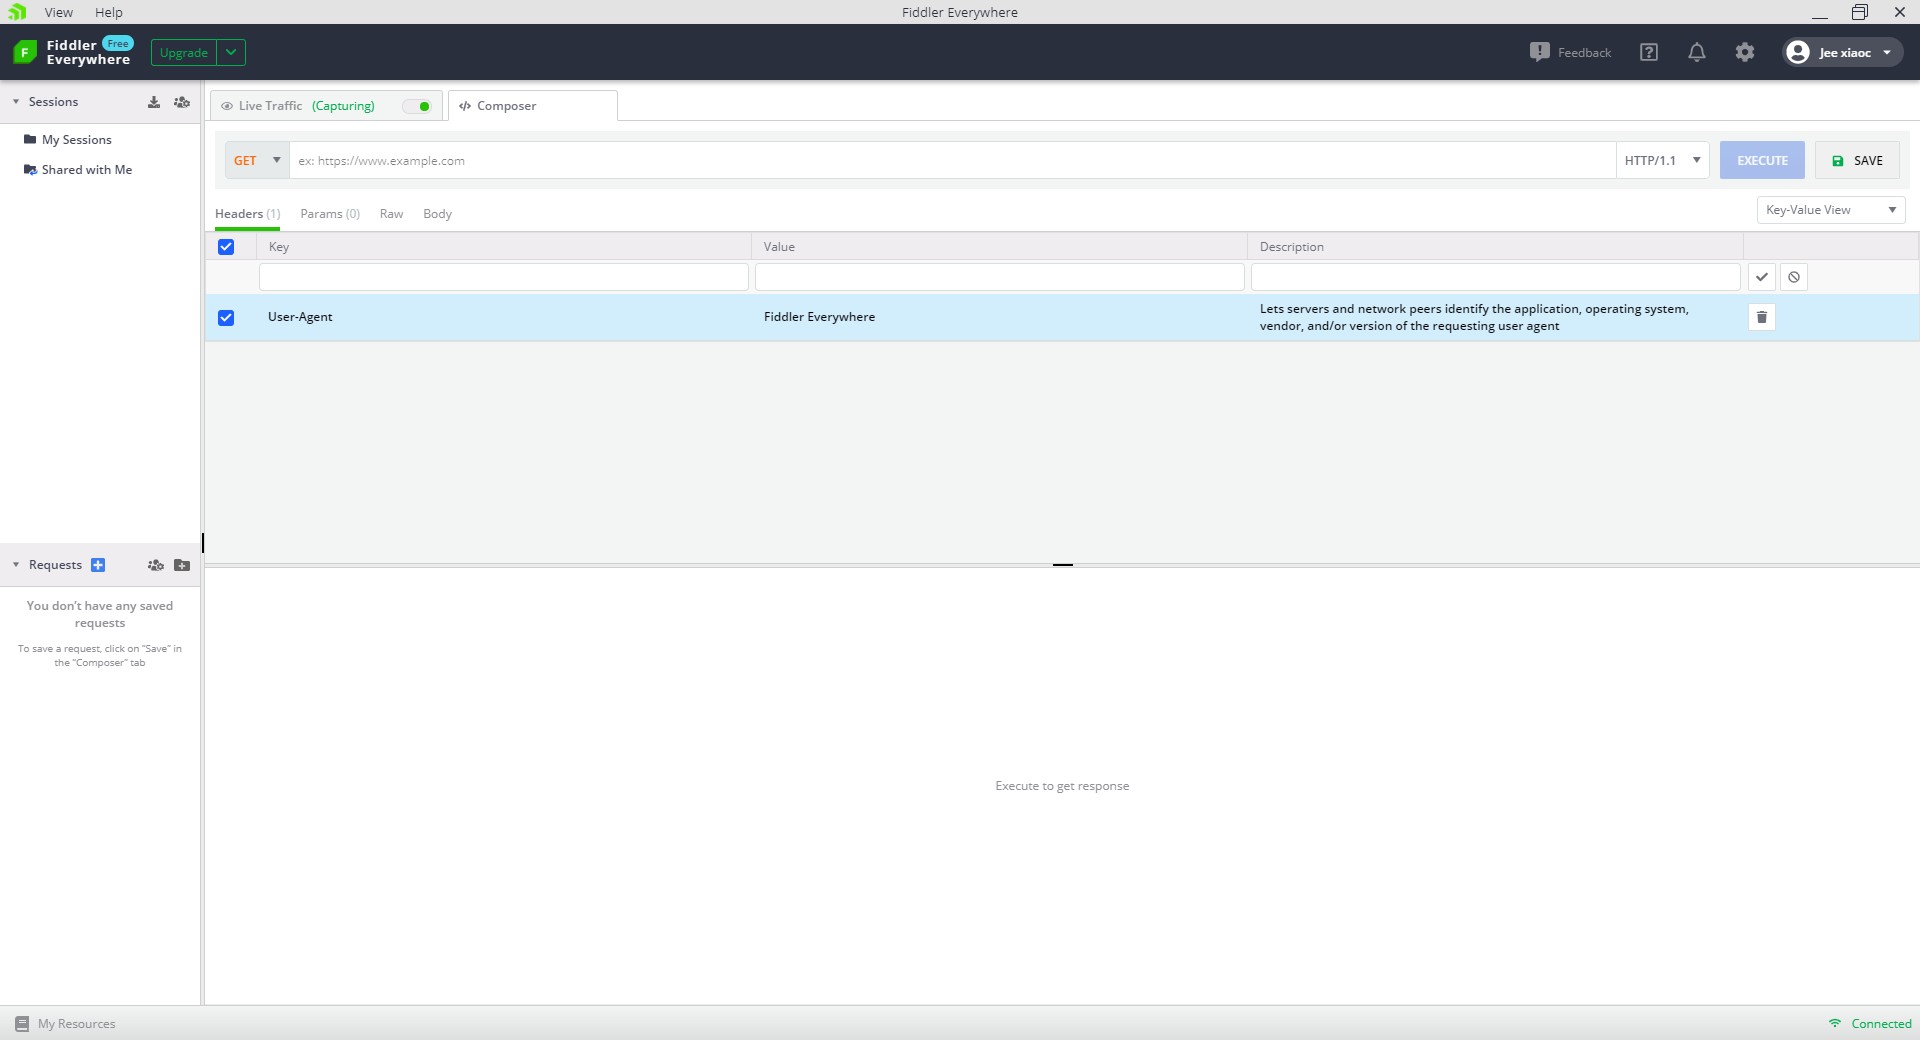 View Help Fiddler Everywhere
Fiddler Free
Everywhere
F
Upgrade
Feedback
Jee xiaoc
Sessions
My Sessions
Shared with Me
Live Traffic (Capturing)
Composer
GET ex: https://www.example.com HTTP/1.1 EXECUTE SAVE
Headers (1) Params (0) Raw Body Key-Value View
Key Value Description
User-Agent Fiddler Everywhere
Lets servers and network peers identify the application, operating system,
vendor, and/or version of the requesting user agent
Requests
You don't have any saved
requests
To save a request, click on "Save" in
the "Composer" tab
Execute to get response
My Resources
Connected